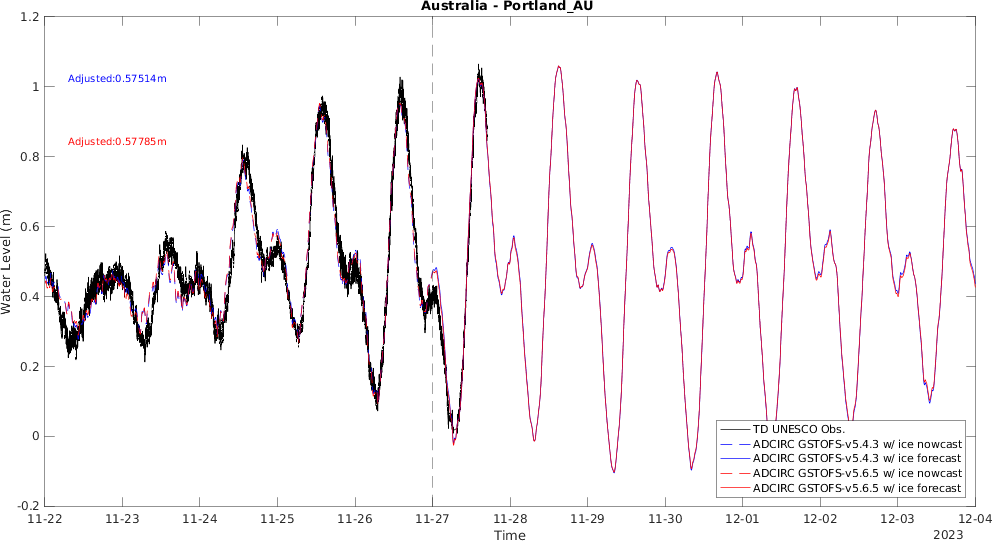 Australia - Portland_AU
1.2
1
0.8
0.6
0.4
0.2
0
-0.2
Water Level (m)
Adjusted:0.57514m
Adjusted:0.57785m
TD UNESCO Obs.
ADCIRC GSTOFS-v5.4.3 w/ ice nowcast
ADCIRC GSTOFS-v5.4.3 w/ ice forecast
ADCIRC GSTOFS-v5.6.5 w/ ice nowcast
ADCIRC GSTOFS-v5.6.5 w/ ice forecast
11-22 11-23 11-24 11-25 11-26 11-27 11-28 11-29 11-30 12-01 12-02 12-03 12-04
Time
2023